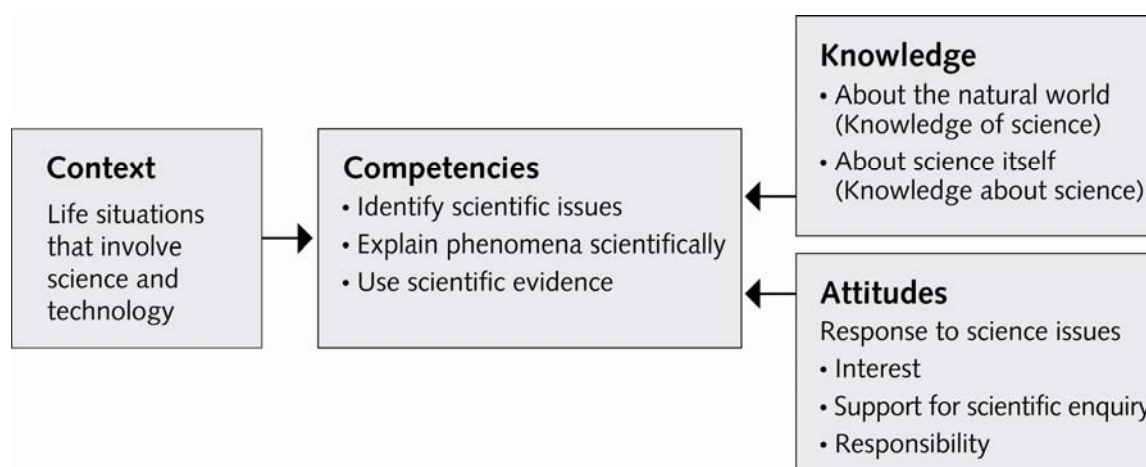 Context
Life situations
that involve
science and
technology
Competencies
• Identify scientific issues
• Explain phenomena scientifically
• Use scientific evidence
Knowledge
• About the natural world
(Knowledge of science)
• About science itself
(Knowledge about science)
Attitudes
Response to science issues
• Interest
• Support for scientific enquiry
• Responsibility